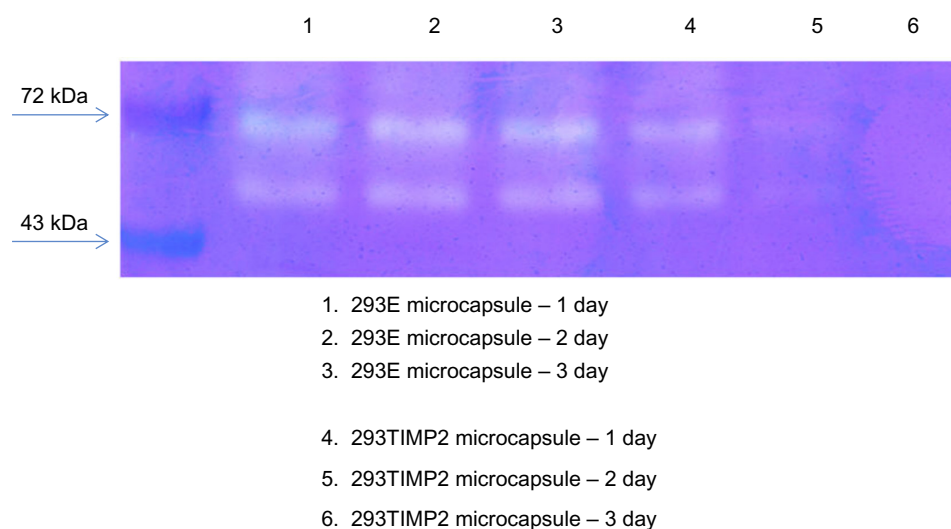 1 2 3 4 5 6
72 kDa
43 kDa
1. 293E microcapsule – 1 day
2. 293E microcapsule – 2 day
3. 293E microcapsule – 3 day
4. 293TIMP2 microcapsule – 1 day
5. 293TIMP2 microcapsule – 2 day
6. 293TIMP2 microcapsule – 3 day